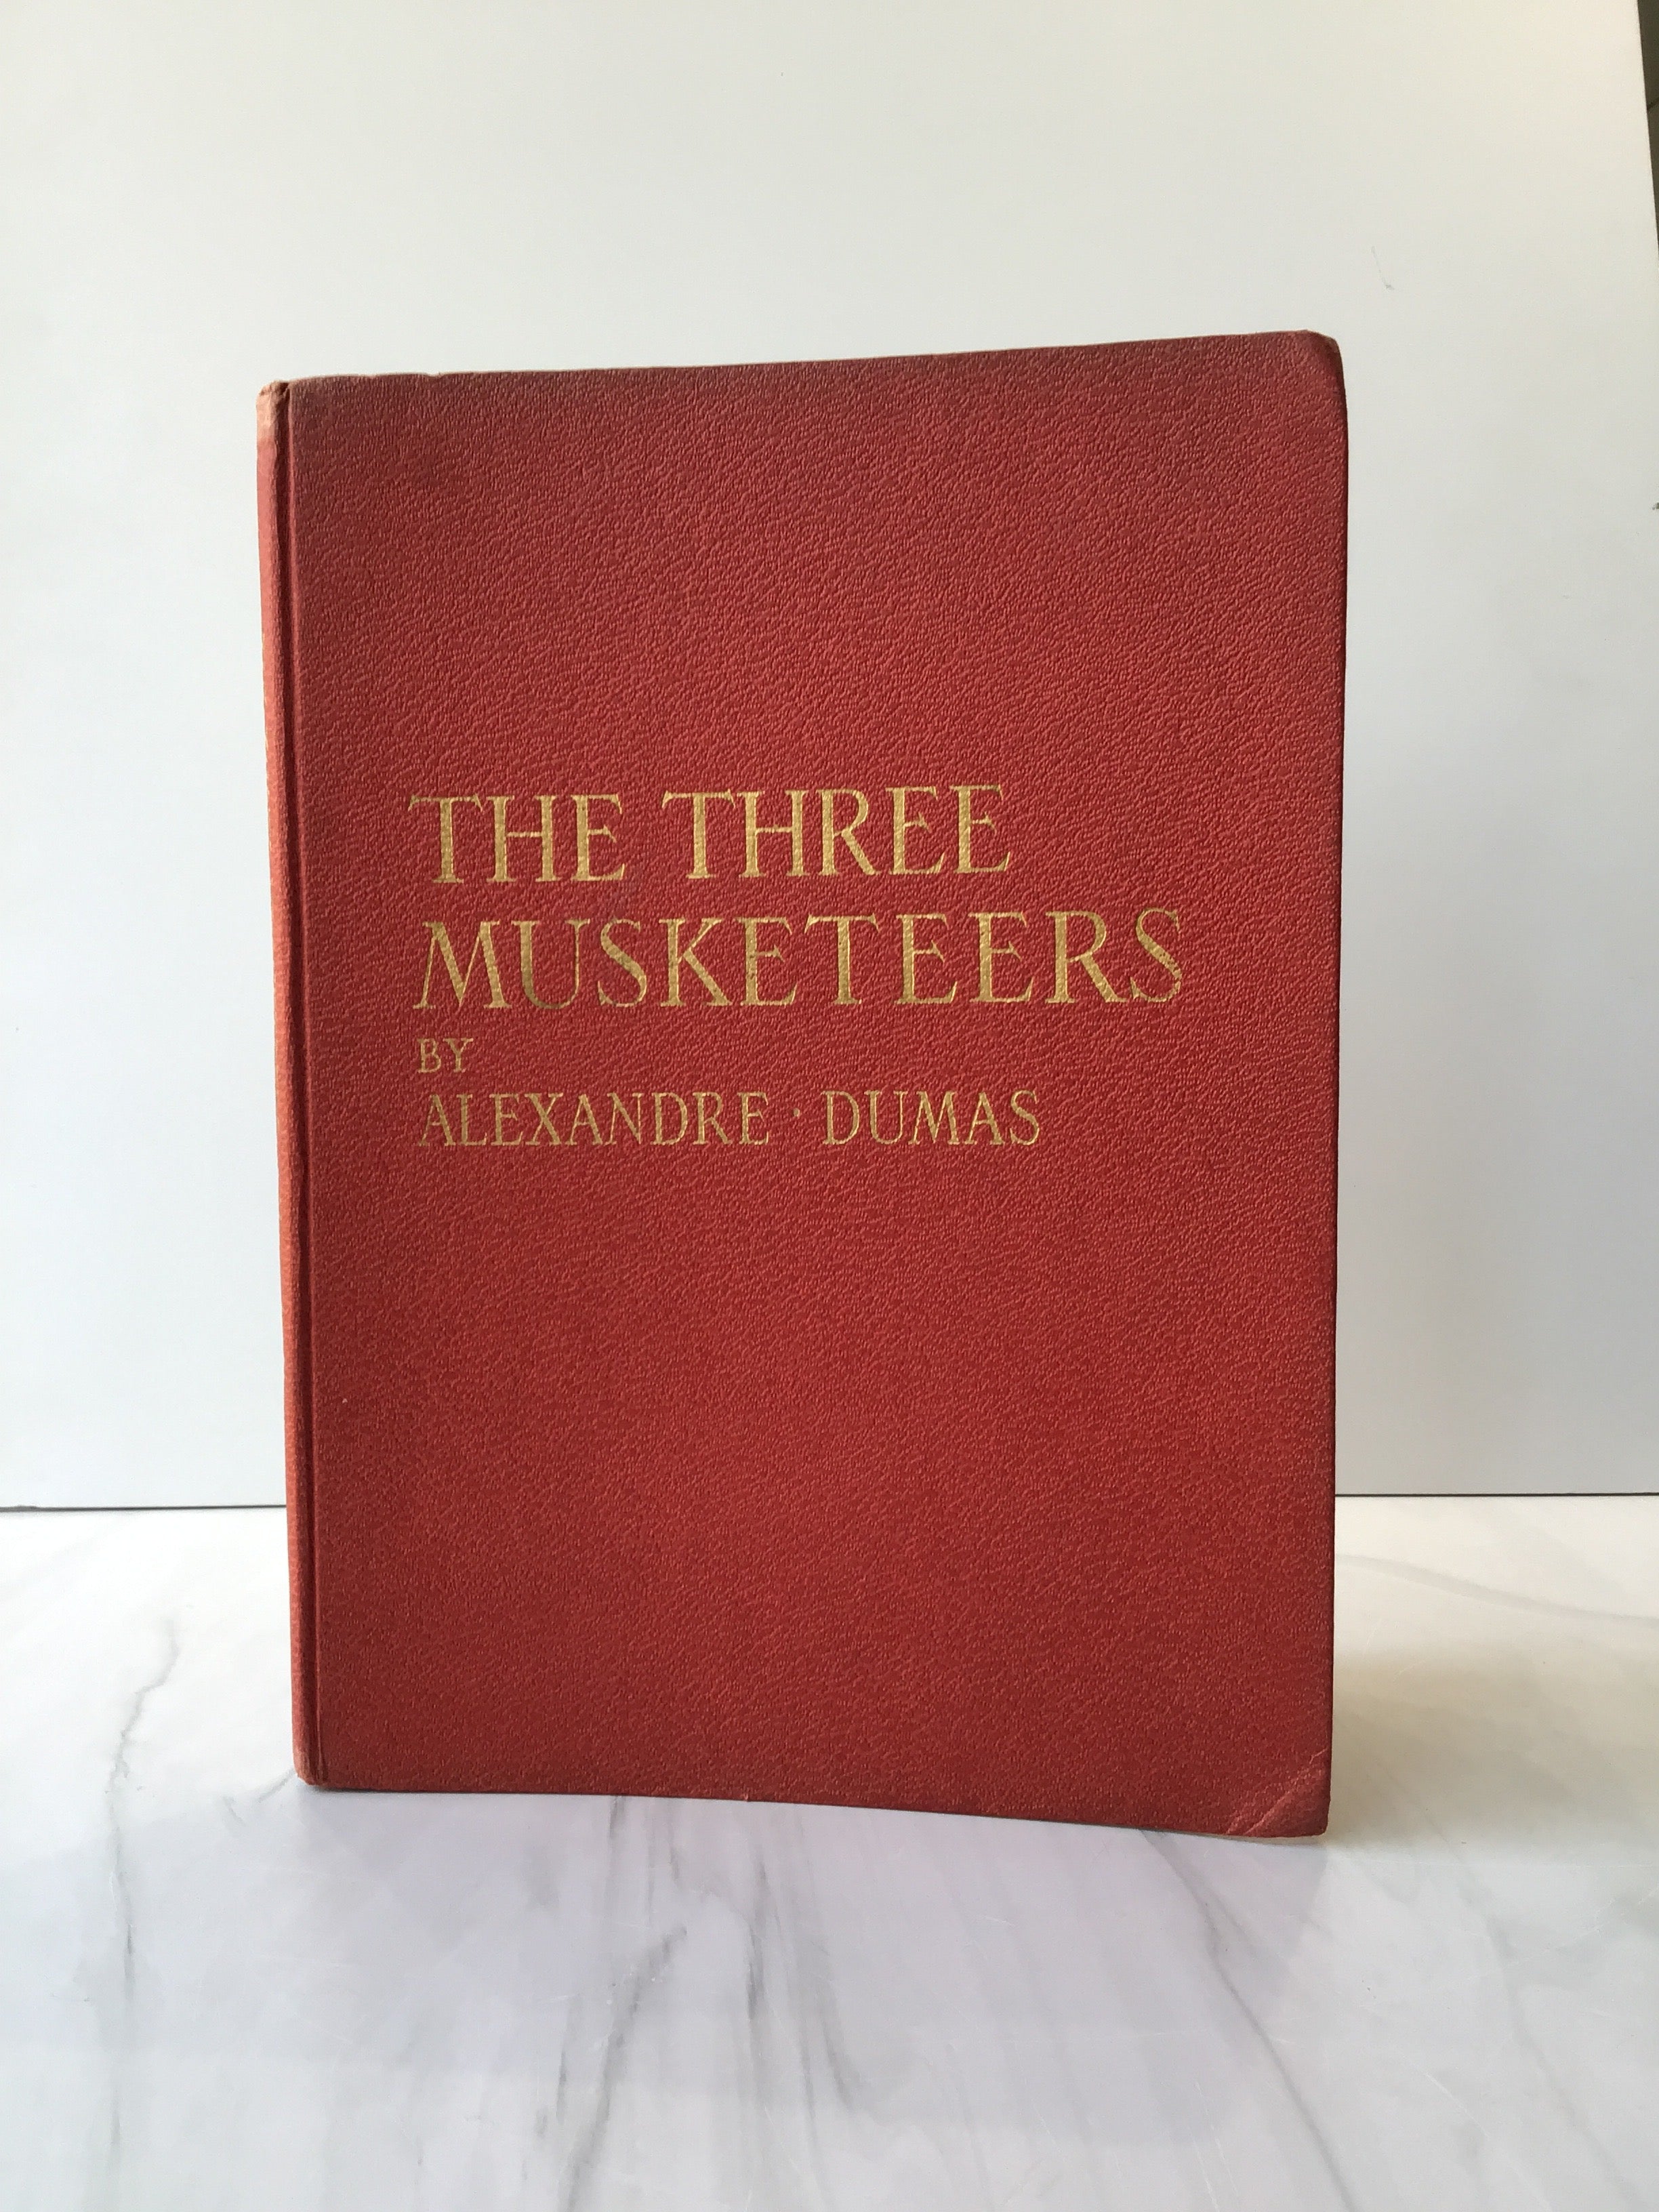 THE THREE
MUSKETEERS
BY
ALEXANDRE · DUMAS